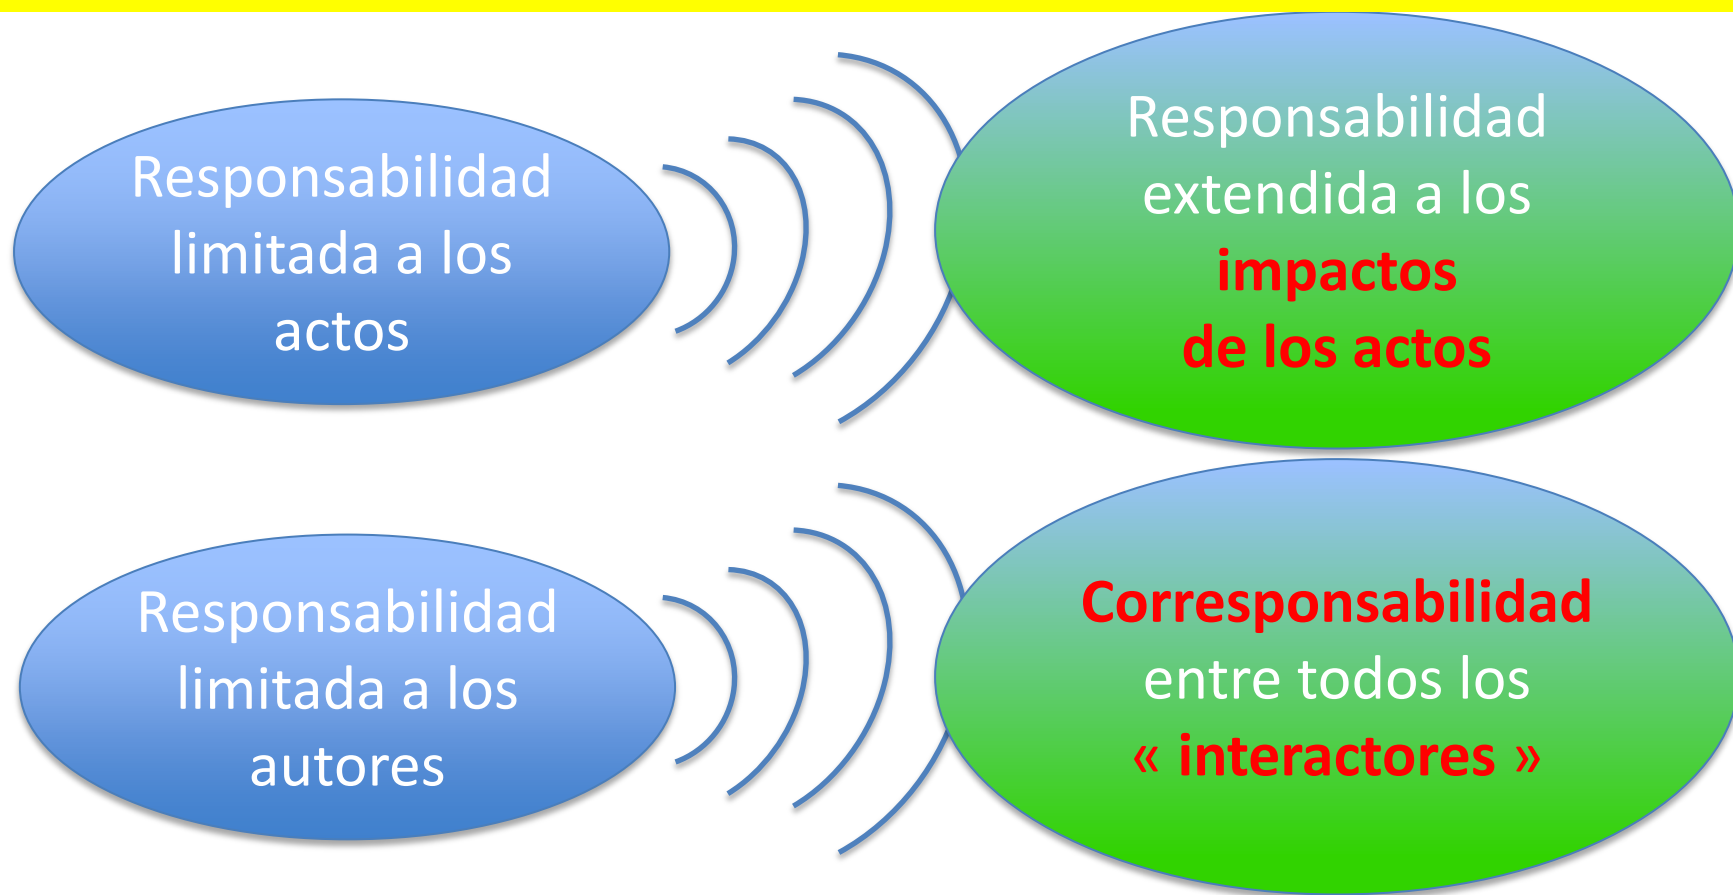 Responsabilidad
limitada a los
actos
Responsabilidad
extendida a los
impactos
de los actos
Responsabilidad
limitada a los
autores
Corresponsabilidad
entre todos los
« interactores »